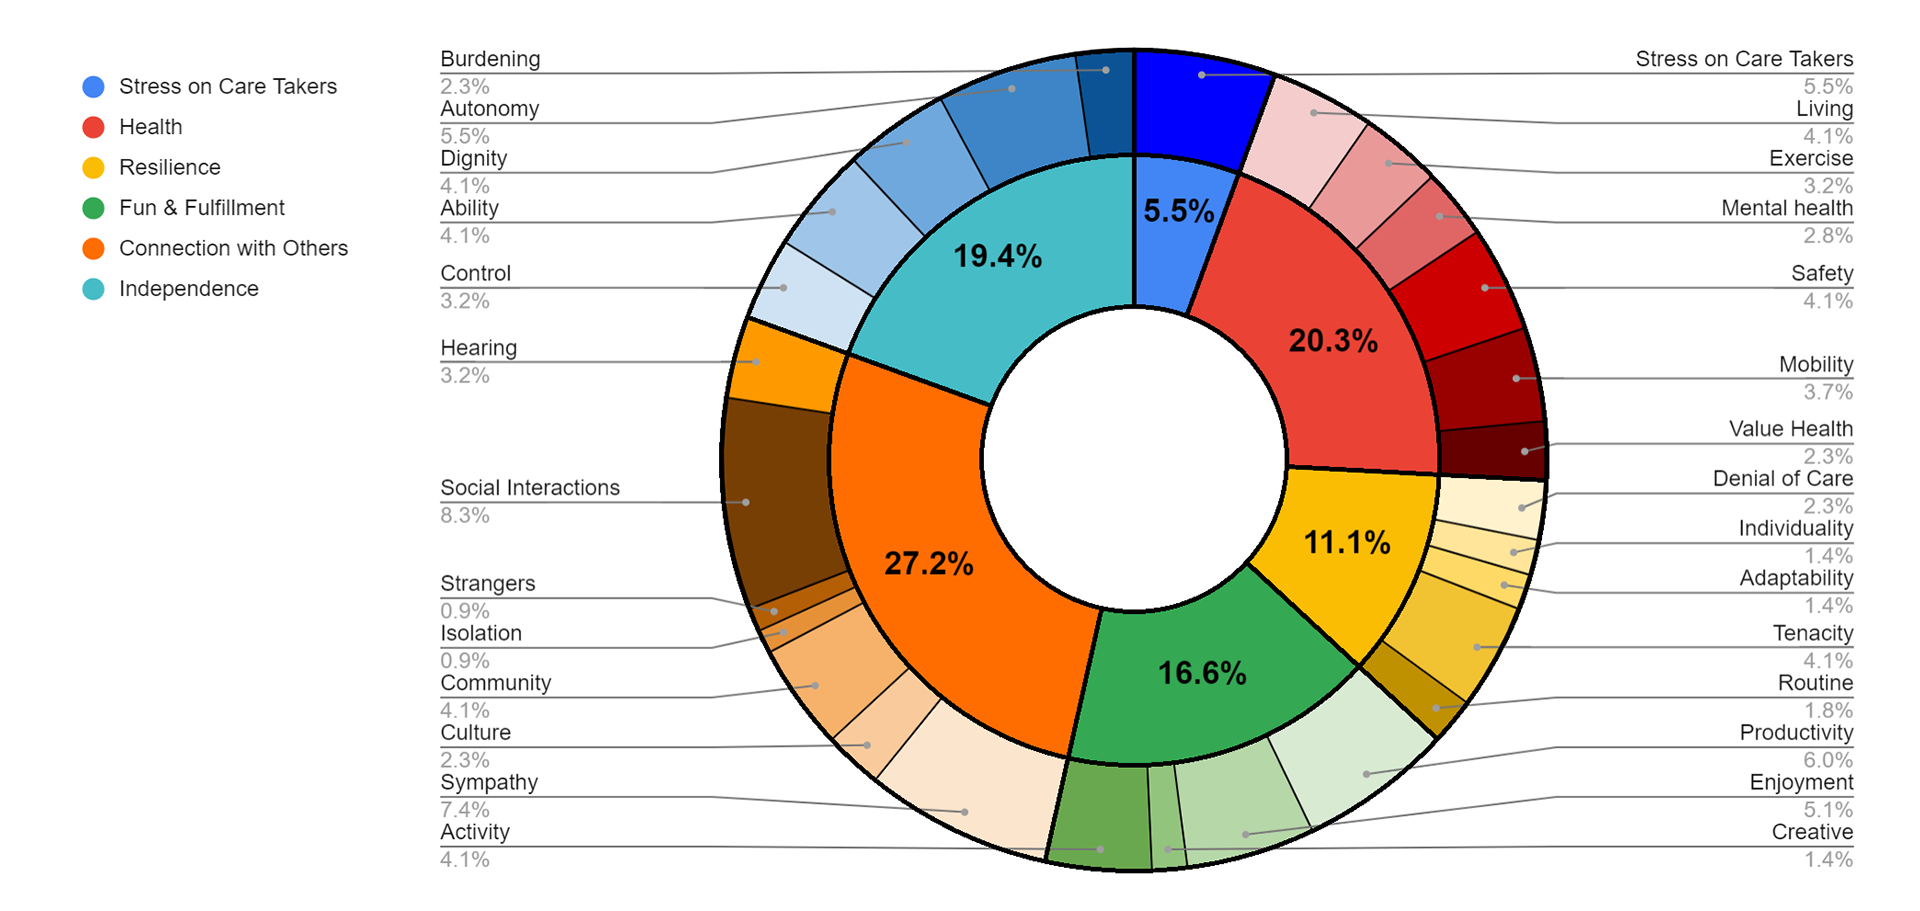 Stress on Care Takers
Health
Resilience
Fun & Fulfillment
Connection with Others
Independence
Burdening
2.3%
Autonomy
5.5%
Dignity
4.1%
Ability
4.1%
Control
3.2%
Hearing
3.2%
Social Interactions
8.3%
Strangers
0.9%
Isolation
0.9%
Community
4.1%
Culture
2.3%
Sympathy
7.4%
Activity
4.1%
5.5%
20.3%
11.1%
16.6%
27.2%
19.4%
Stress on Care Takers
5.5%
Living
4.1%
Exercise
3.2%
Mental health
2.8%
Safety
4.1%
Mobility
3.7%
Value Health
2.3%
Denial of Care
2.3%
Individuality
1.4%
Adaptability
1.4%
Tenacity
4.1%
Routine
1.8%
Productivity
6.0%
Enjoyment
5.1%
Creative
1.4%